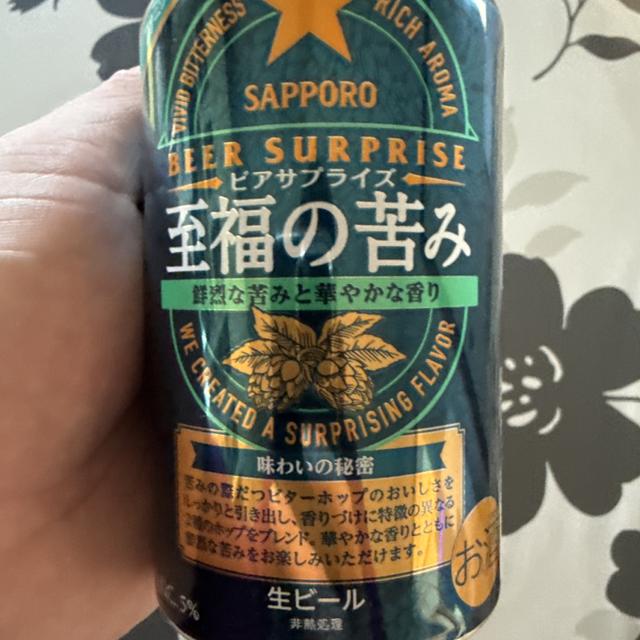 VIVID BITTERNESS
RICH AROMA
SAPPORO
BEER SURPRISE
ビアサプライズ
至福の苦み
鮮烈な苦みと華やかな香り
WE CREATED A SURPRISING FLAVOR
味わいの秘密
苦みの際だつビターホップのおいしさを
しっかりと引き出し、香りづけに特徴の異なる
ホップをブレンド。華やかな香りとともに
苦みをお楽しみいただけます。
お酒
5%
生ビール
非熱処理